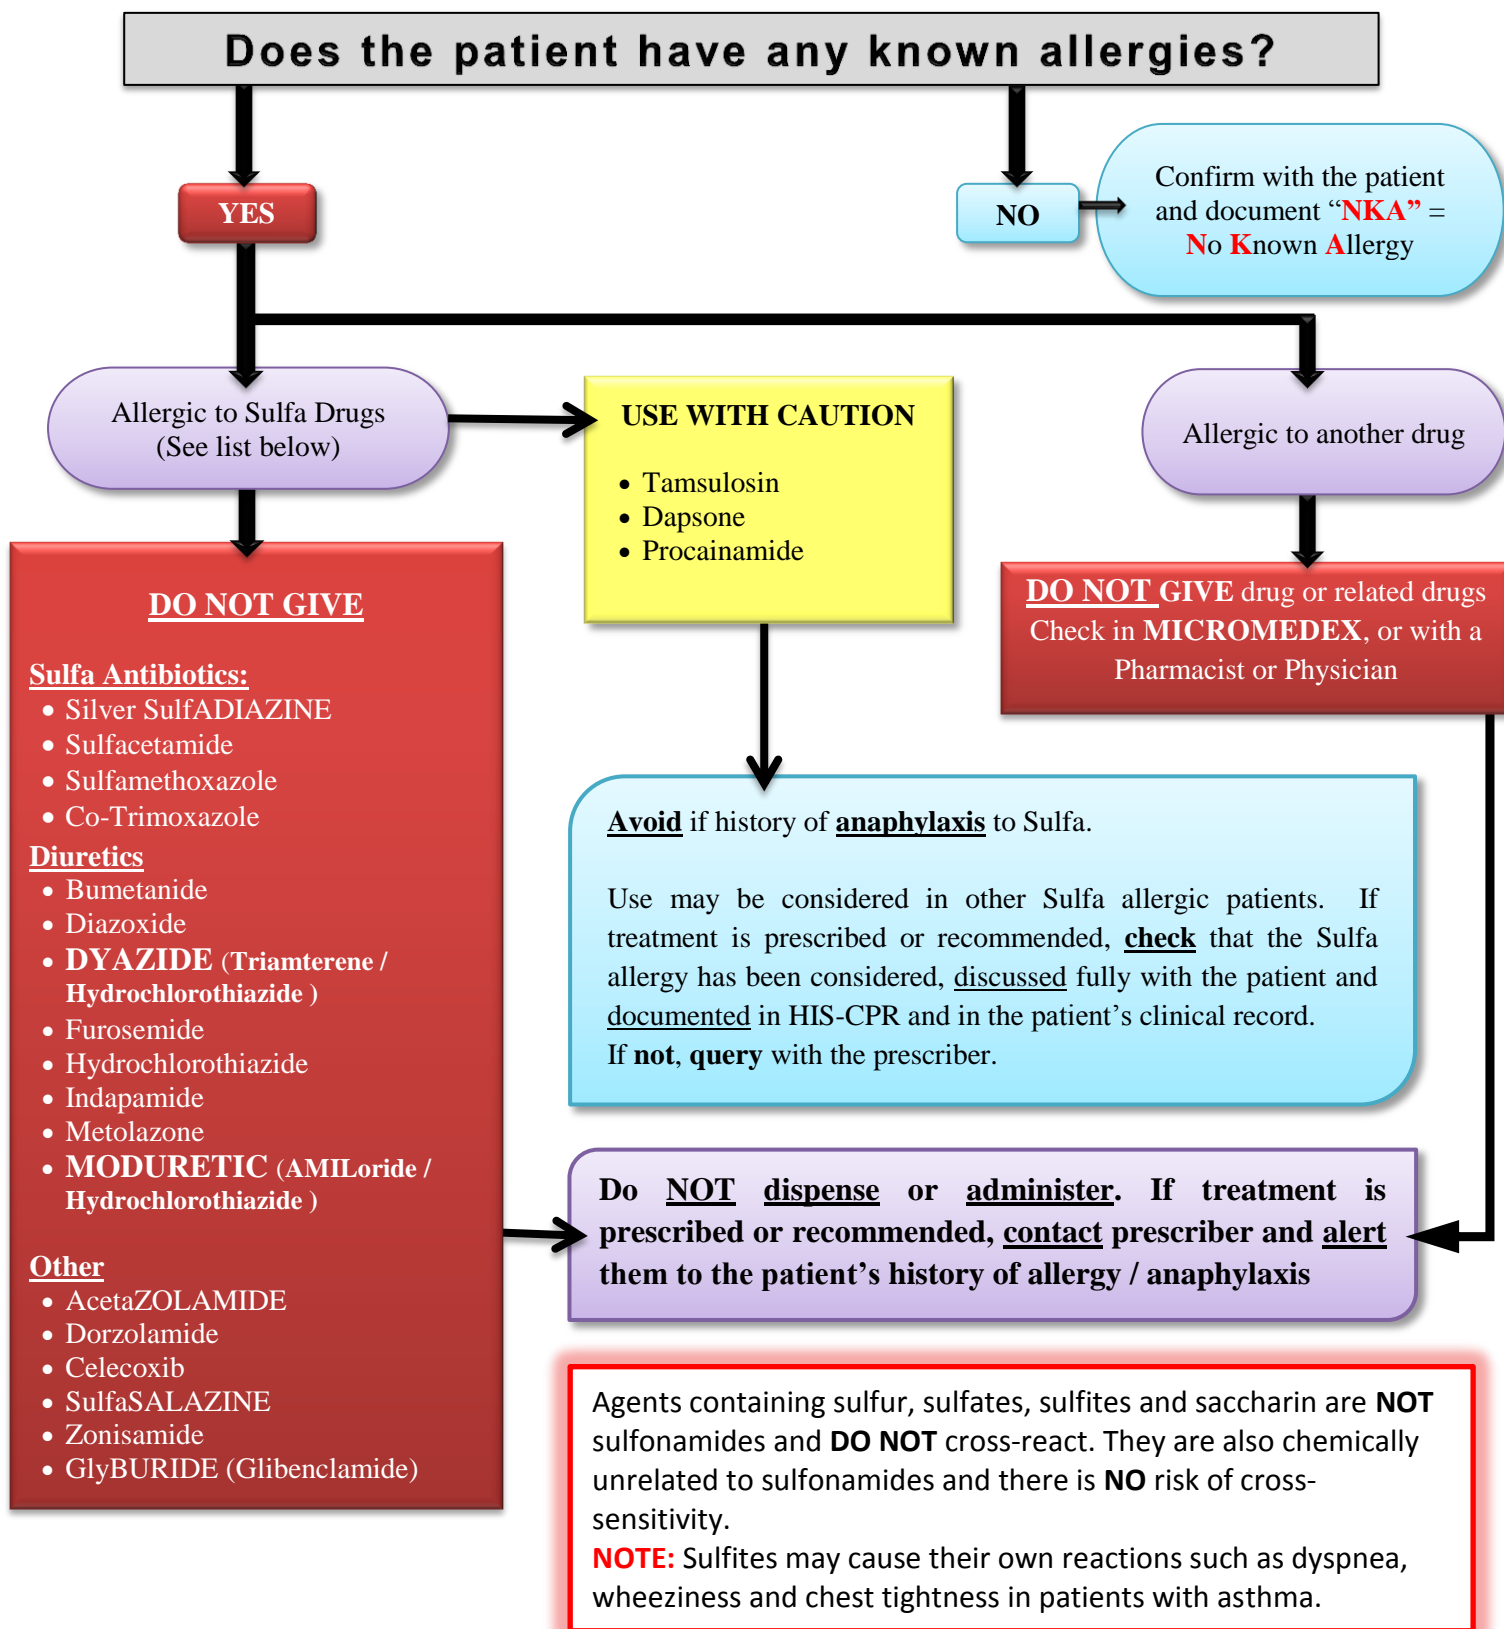 Does the patient have any known allergies?
YES
NO
Confirm with the patient
and document “NKA” =
No Known Allergy
Allergic to Sulfa Drugs
(See list below)
USE WITH CAUTION
• Tamsulosin
• Dapsone
• Procainamide
Allergic to another drug
DO NOT GIVE drug or related drugs
Check in MICROMEDEX, or with a
Pharmacist or Physician
DO NOT GIVE
Sulfa Antibiotics:
• Silver SulfADIAZINE
• Sulfacetamide
• Sulfamethoxazole
• Co-Trimoxazole
Diuretics
• Bumetanide
• Diazoxide
• DYAZIDE (Triamterene /
Hydrochlorothiazide )
• Furosemide
• Hydrochlorothiazide
• Indapamide
• Metolazone
• MODURETIC (AMILoride /
Hydrochlorothiazide )
Other
• AcetaZOLAMIDE
• Dorzolamide
• Celecoxib
• SulfaSALAZINE
• Zonisamide
• GlyBURIDE (Glibenclamide)
Avoid if history of anaphylaxis to Sulfa.
Use may be considered in other Sulfa allergic patients. If
treatment is prescribed or recommended, check that the Sulfa
allergy has been considered, discussed fully with the patient and
documented in HIS-CPR and in the patient’s clinical record.
If not, query with the prescriber.
Do NOT dispense or administer. If treatment is
prescribed or recommended, contact prescriber and alert
them to the patient’s history of allergy / anaphylaxis
Agents containing sulfur, sulfates, sulfites and saccharin are NOT
sulfonamides and DO NOT cross-react. They are also chemically
unrelated to sulfonamides and there is NO risk of cross-
sensitivity.
NOTE: Sulfites may cause their own reactions such as dyspnea,
wheeziness and chest tightness in patients with asthma.